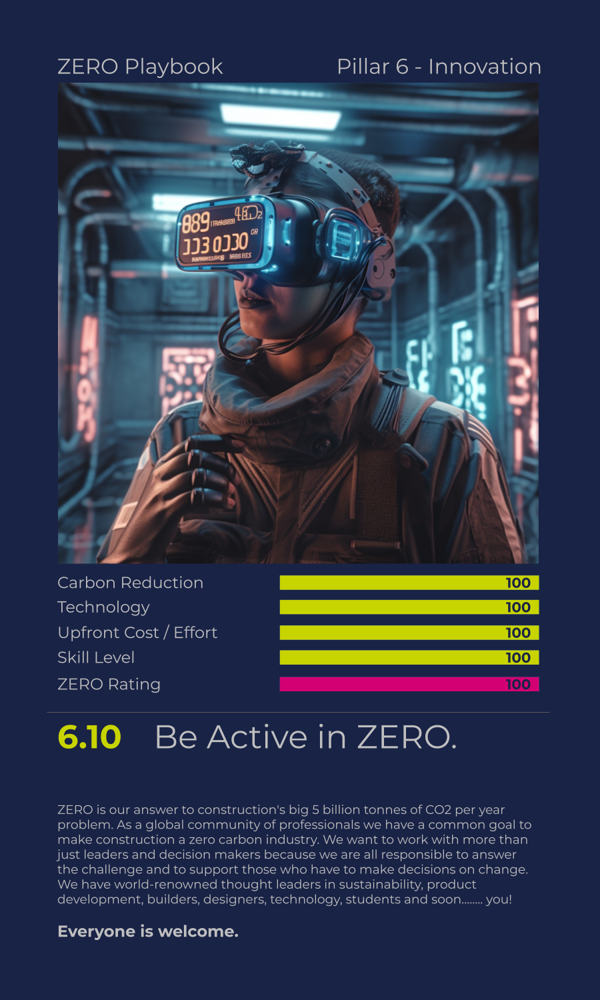 ZERO Playbook
Pillar 6 - Innovation
889
Carbon Reduction 100
Technology 100
Upfront Cost / Effort 100
Skill Level 100
ZERO Rating 100
6.10 Be Active in ZERO.
ZERO is our answer to construction's big 5 billion tonnes of CO2 per year
problem. As a global community of professionals we have a common goal to
make construction a zero carbon industry. We want to work with more than
just leaders and decision makers because we are all responsible to answer
the challenge and to support those who have to make decisions on change.
We have world-renowned thought leaders in sustainability, product
development, builders, designers, technology, students and soon........ you!
Everyone is welcome.